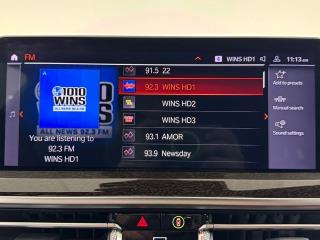 FM
WINS HD1
11:13 am
1010
WINS
ALL NEWS 92.3 FM
You are listening to
92.3 FM
WINS HD1
91.5 22
92.3 WINS HD1
WINS HD2
WINS HD3
93.1 AMOR
93.9 Newsday
Add to presets
Manual search
Sound settings